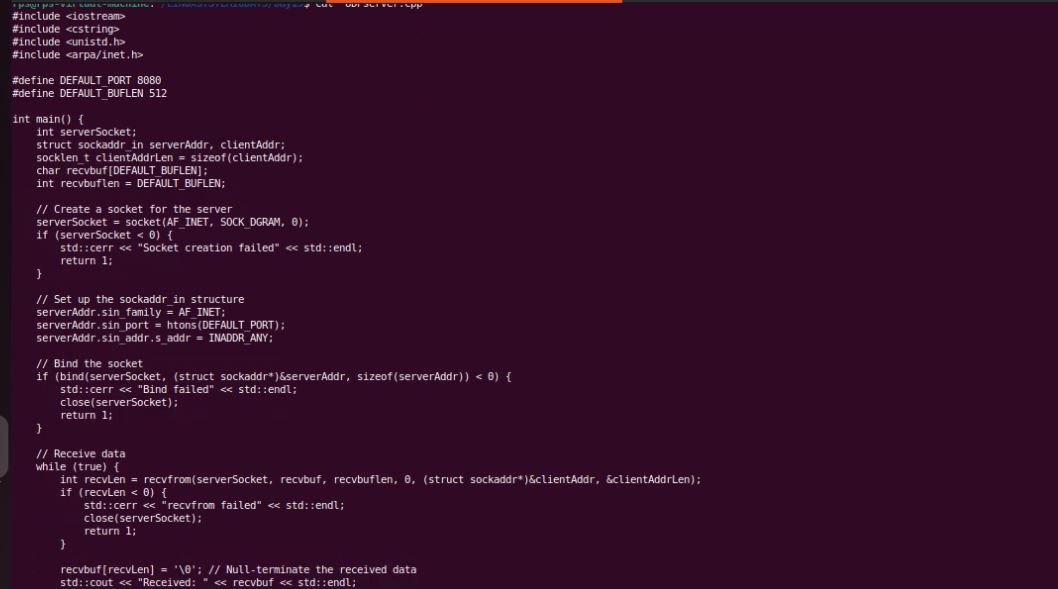 #include <iostream>
#include <cstring>
#include <unistd.h>
#include <arpa/inet.h>

#define DEFAULT_PORT 8080
#define DEFAULT_BUFLEN 512

int main() {
    int serverSocket;
    struct sockaddr_in serverAddr, clientAddr;
    socklen_t clientAddrLen = sizeof(clientAddr);
    char recvbuf[DEFAULT_BUFLEN];
    int recvbuflen = DEFAULT_BUFLEN;

    // Create a socket for the server
    serverSocket = socket(AF_INET, SOCK_DGRAM, 0);
    if (serverSocket < 0) {
        std::cerr << "Socket creation failed" << std::endl;
        return 1;
    }

    // Set up the sockaddr_in structure
    serverAddr.sin_family = AF_INET;
    serverAddr.sin_port = htons(DEFAULT_PORT);
    serverAddr.sin_addr.s_addr = INADDR_ANY;

    // Bind the socket
    if (bind(serverSocket, (struct sockaddr*)&serverAddr, sizeof(serverAddr)) < 0) {
        std::cerr << "Bind failed" << std::endl;
        close(serverSocket);
        return 1;
    }

    // Receive data
    while (true) {
        int recvLen = recvfrom(serverSocket, recvbuf, recvbuflen, 0, (struct sockaddr*)&clientAddr, &clientAddrLen);
        if (recvLen < 0) {
            std::cerr << "recvfrom failed" << std::endl;
            close(serverSocket);
            return 1;
        }

        recvbuf[recvLen] = '\0'; // Null-terminate the received data
        std::cout << "Received: " << recvbuf << std::endl;